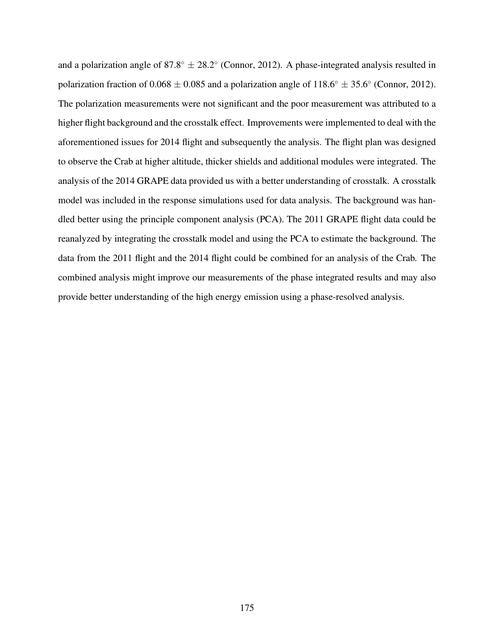 and a polarization angle of 87.8° ± 28.2° (Connor, 2012). A phase-integrated analysis resulted in
polarization fraction of 0.068 ± 0.085 and a polarization angle of 118.6° ± 35.6° (Connor, 2012).
The polarization measurements were not significant and the poor measurement was attributed to a
higher flight background and the crosstalk effect. Improvements were implemented to deal with the
aforementioned issues for 2014 flight and subsequently the analysis. The flight plan was designed
to observe the Crab at higher altitude, thicker shields and additional modules were integrated. The
analysis of the 2014 GRAPE data provided us with a better understanding of crosstalk. A crosstalk
model was included in the response simulations used for data analysis. The background was han-
dled better using the principle component analysis (PCA). The 2011 GRAPE flight data could be
reanalyzed by integrating the crosstalk model and using the PCA to estimate the background. The
data from the 2011 flight and the 2014 flight could be combined for an analysis of the Crab. The
combined analysis might improve our measurements of the phase integrated results and may also
provide better understanding of the high energy emission using a phase-resolved analysis.
175